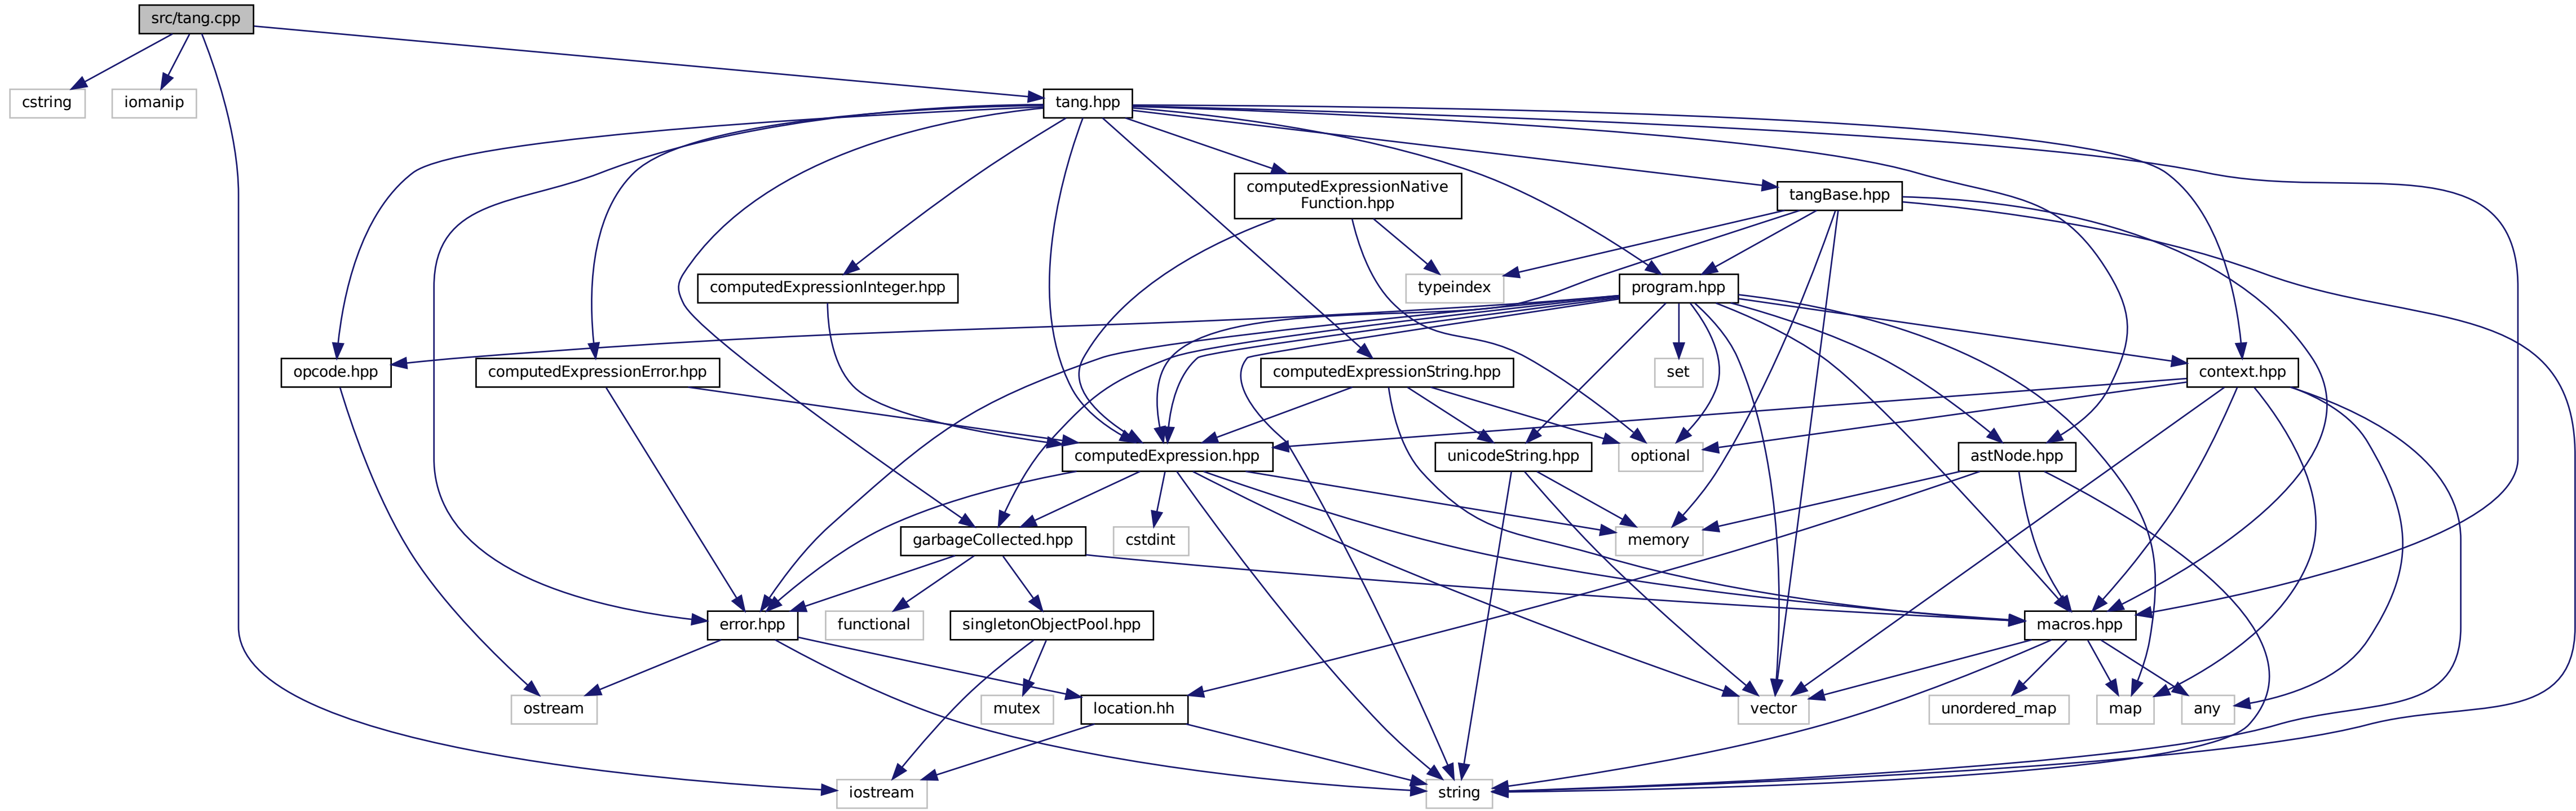 src/tang.cpp
cstring
iomanip
tang.hpp
computedExpressionNative
Function.hpp
tangBase.hpp
computedExpressionInteger.hpp
typeindex
program.hpp
opcode.hpp
computedExpressionError.hpp
computedExpressionString.hpp
set
context.hpp
computedExpression.hpp
unicodeString.hpp
optional
astNode.hpp
garbageCollected.hpp
cstdint
memory
error.hpp
functional
singletonObjectPool.hpp
macros.hpp
ostream
mutex
location.hh
vector
unordered_map
map
any
iostream
string